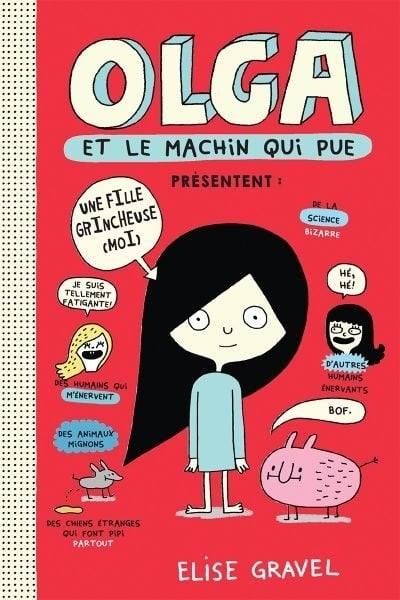 OLGA
ET LE MACHIN QUI PUE
PRÉSENTENT :
UNE FILLE
GRINCHEUSE
(MOI)
DE LA
SCIENCE
BIZARRE
JE SUIS
TELLEMENT
FATIGANTE!
HÉ,
HÉ!
DES HUMAINS QUI
M'ÉNERVENT
D'AUTRES
HUMAINS
ÉNERVANTS
BOF.
DES ANIMAUX
MIGNONS
DES CHIENS ÉTRANGES
QUI FONT PIPI
PARTOUT
ELISE GRAVEL